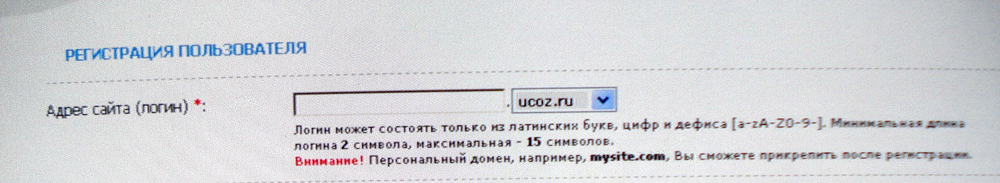 РЕГИСТРАЦИЯ ПОЛЬЗОВАТЕЛЯ
Адрес сайта (логин) *:
. ucoz.ru
Логин может состоять только из латинских букв, цифр и дефиса [a-zA-Z0-9-]. Минимальная длина
логина 2 символа, максимальная - 15 символов.
Внимание! Персональный домен, например, mysite.com, Вы сможете прикрепить после регистрации.